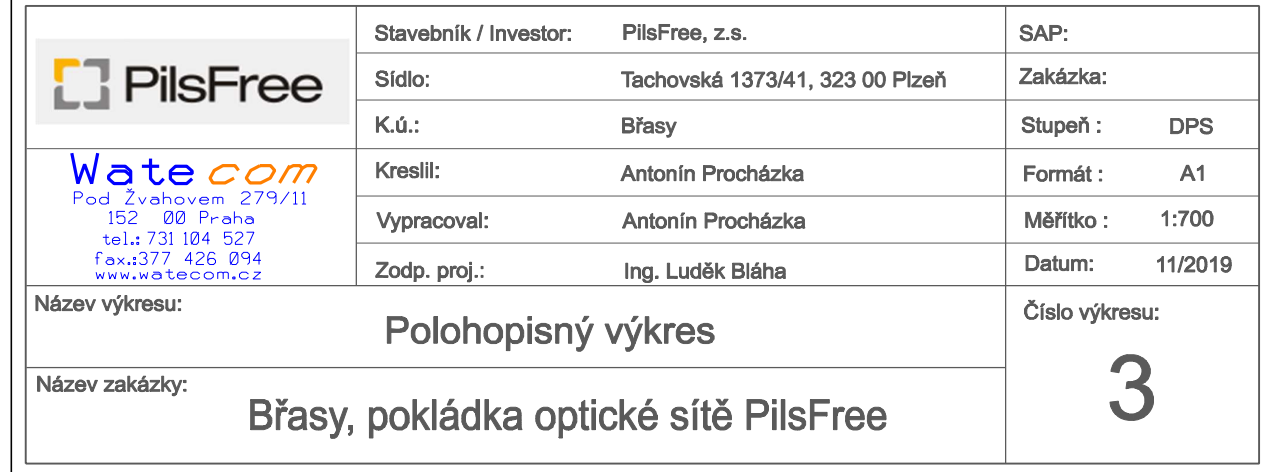 PilsFree
Stavebník / Investor: PilsFree, z.s.
SAP:
Sídlo: Tachovská 1373/41, 323 00 Plzeň
Zakázka:
K.ú.: Břasy
Stupeň : DPS
Wate com
Pod Žvahovem 279/11
152 00 Praha
tel.: 731 104 527
fax.:377 426 094
www.watecom.cz
Kreslil: Antonín Procházka
Formát : A1
Vypracoval: Antonín Procházka
Měřítko : 1:700
Zodp. proj.: Ing. Luděk Bláha
Datum: 11/2019
Název výkresu:
Polohopisný výkres
Číslo výkresu:
3
Název zakázky:
Břasy, pokládka optické sítě PilsFree